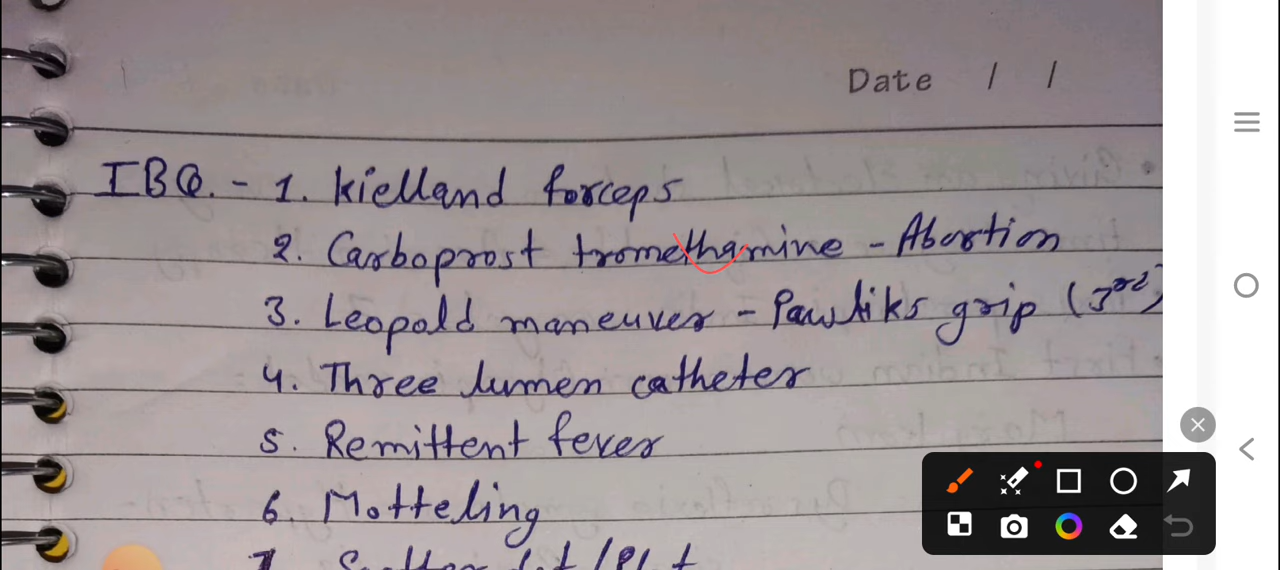 Date / /
IBQ. - 1. Kielland forceps
2. Carboprost tromethamine - Abortion
3. Leopold maneuver - Pawliks grip (3rd)
4. Three lumen catheter
5. Remittent fever
6. Motteling
7.